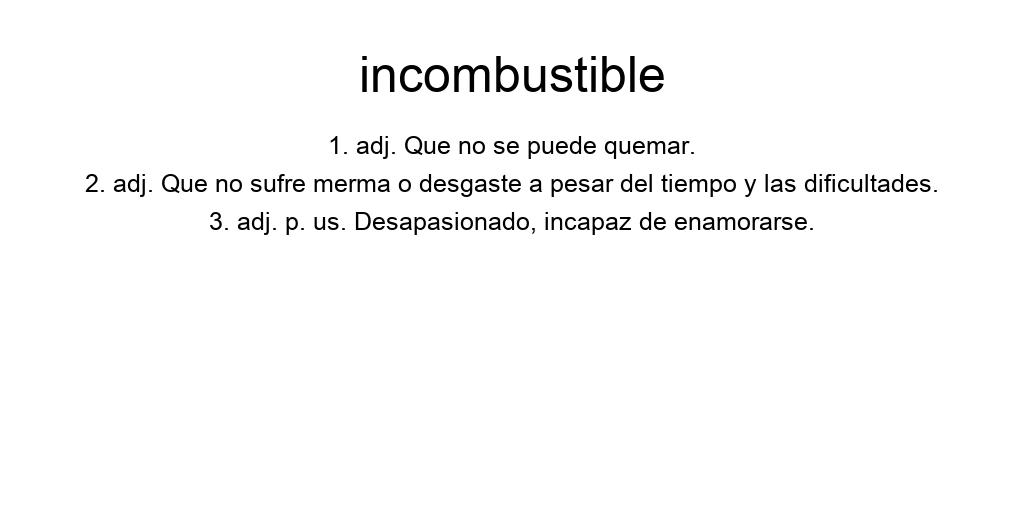 incombustible
1. adj. Que no se puede quemar.
2. adj. Que no sufre merma o desgaste a pesar del tiempo y las dificultades.
3. adj. p. us. Desapasionado, incapaz de enamorarse.